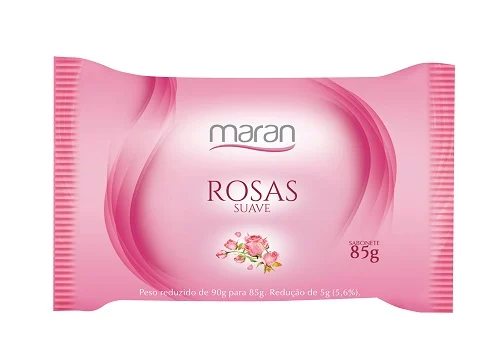 maran
ROSAS
SUAVE
SABONETE
85g
Peso reduzido de 90g para 85g. Redução de 5g (5,6%).